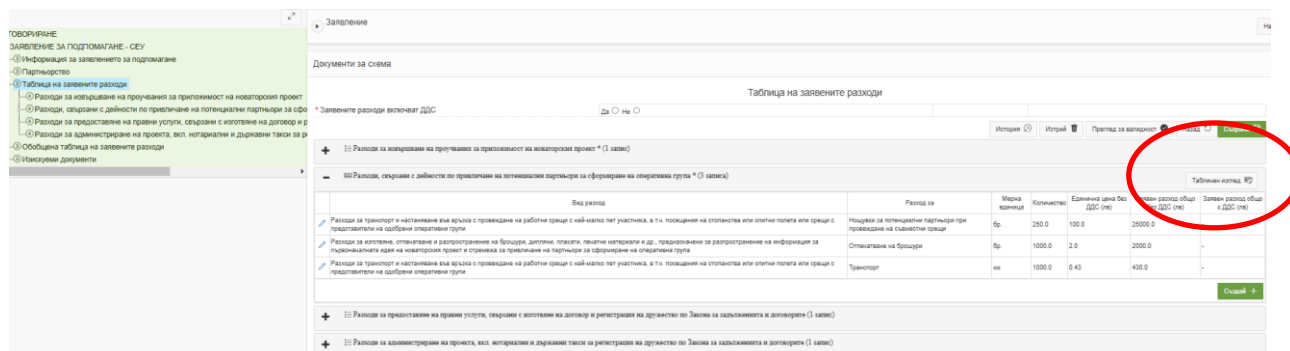 Заявление
На
ГОВОРИРАНЕ
ЗАЯВЛЕНИЕ ЗА ПОДПОМАГАНЕ - СЕУ
Информация за заявлението за подпомагане
Партньорство
Таблица на заявените разходи
Разходи за извършване на проучвания за приложимост на новаторския проект
Разходи, свързани с дейности по привличане на потенциални партньори за сфо
Разходи за предоставяне на правни услуги, свързани с изготвяне на договор и р
Разходи за администриране на проекта, вкл. нотариални и държавни такси за р
Обобщена таблица на заявените разходи
Изискуеми документи
Документи за схема
Таблица на заявените разходи
* Заявените разходи включват ДДС Да Не
История Изтрий Преглед за валидност Назад
Разходи за извършване на проучвания за приложимост на новаторския проект * (1 запис)
Разходи, свързани с дейности по привличане на потенциални партньори за сформиране на оперативна група * (3 записа)
Табличен изглед
Вид разход Разход за Мерна единица Количество Единична цена без ДДС (лв) Заявен разход общо без ДДС (лв) Заявен разход общо с ДДС (лв)
Разходи за транспорт и настаняване във връзка с провеждане на работни срещи с най-малко пет участника, в т.ч. посещения на стопанства или опитни полета или срещи с представители на одобрени оперативни групи Нощувки за потенциални партньори при провеждане на съвместни срещи бр. 250.0 100.0 25000.0 -
Разходи за изготвяне, отпечатване и разпространение на брошури, дипляни, плакати, печатни материали и др., предназначени за разпространение на информация за първоначалната идея на новаторския проект и стремежа за привличане на партньори за сформиране на оперативна група Отпечатване на брошури бр. 1000.0 2.0 2000.0 -
Разходи за транспорт и настаняване във връзка с провеждане на работни срещи с най-малко пет участника, в т.ч. посещения на стопанства или опитни полета или срещи с представители на одобрени оперативни групи Транспорт км 1000.0 0.43 430.0 -
Създай +
Разходи за предоставяне на правни услуги, свързани с изготвяне на договор и регистрация на дружество по Закона за задълженията и договорите (1 запис)
Разходи за администриране на проекта, вкл. нотариални и държавни такси за регистрация на дружество по Закона за задълженията и договорите (1 запис)